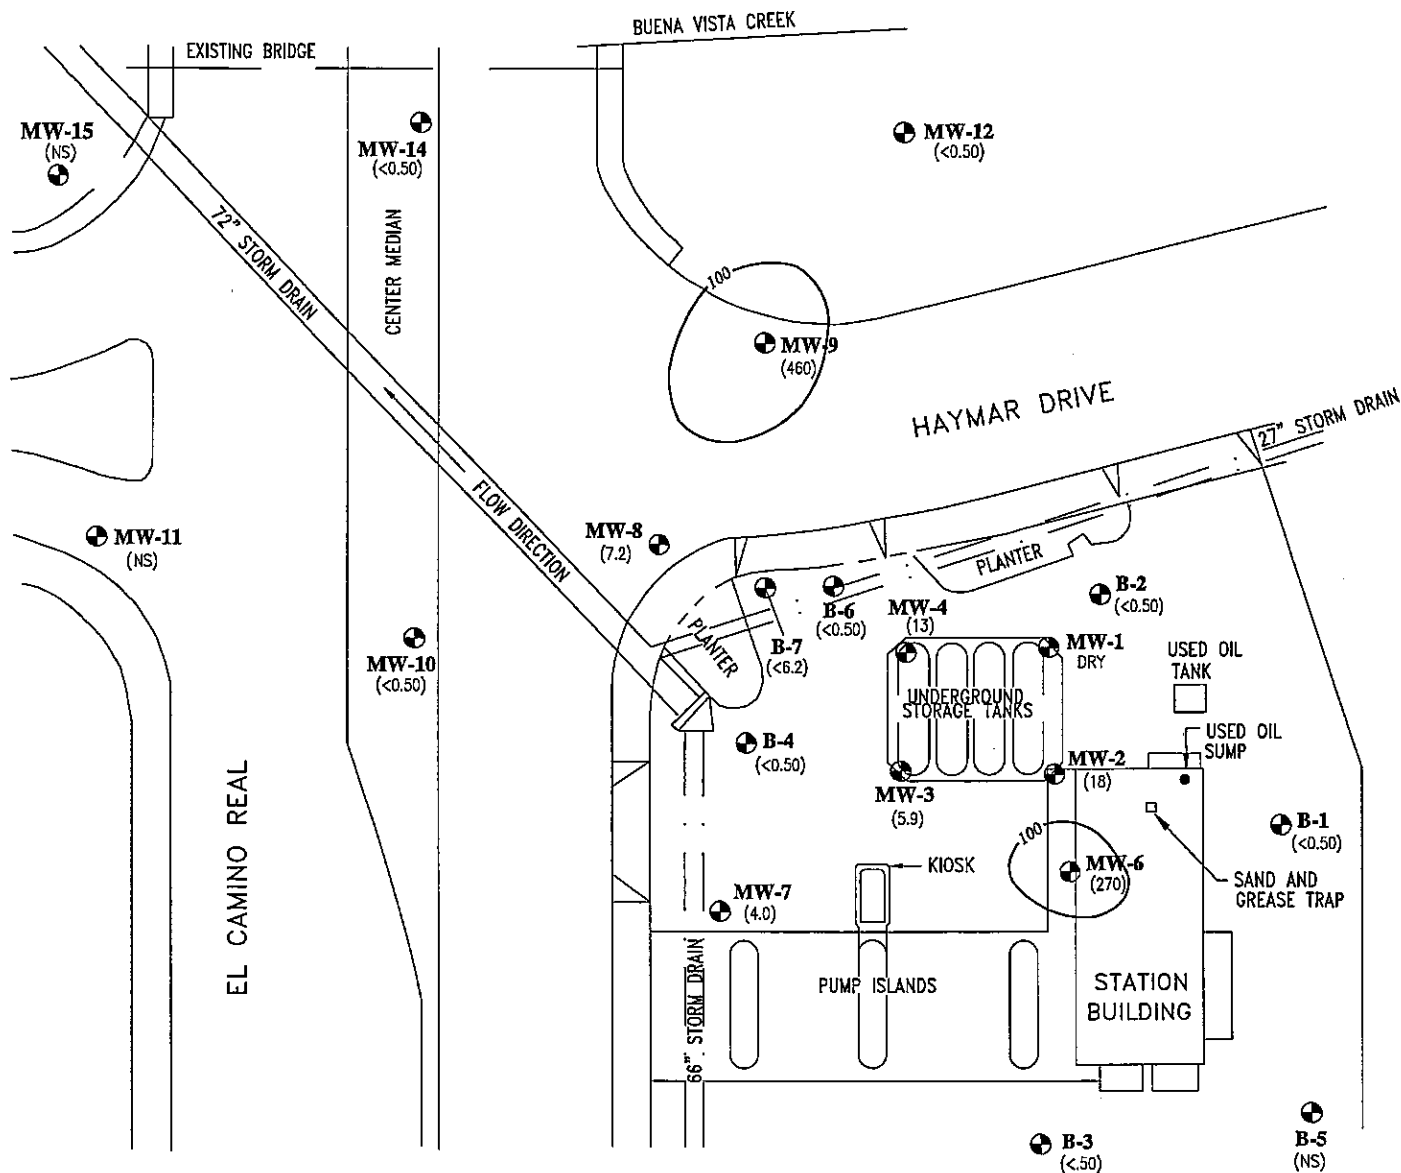 BUENA VISTA CREEK
EXISTING BRIDGE
MW-15
(NS)
MW-14
(<0.50)
MW-12
(<0.50)
72" STORM DRAIN
CENTER MEDIAN
100
MW-9
(460)
HAYMAR DRIVE
27" STORM DRAIN
FLOW DIRECTION
MW-11
(NS)
MW-8
(7.2)
PLANTER
B-2
(<0.50)
B-6
(<0.50)
MW-4
(13)
MW-10
(<0.50)
PLANTER
B-7
(<6.2)
MW-1
DRY
USED OIL
TANK
UNDERGROUND
STORAGE TANKS
B-4
(<0.50)
USED OIL
SUMP
MW-2
(18)
MW-3
(5.9)
EL CAMINO REAL
100
B-1
(<0.50)
KIOSK
MW-6
(270)
SAND AND
GREASE TRAP
MW-7
(4.0)
66". STORM DRAIN
PUMP ISLANDS
STATION
BUILDING
B-3
(<.50)
B-5
(NS)